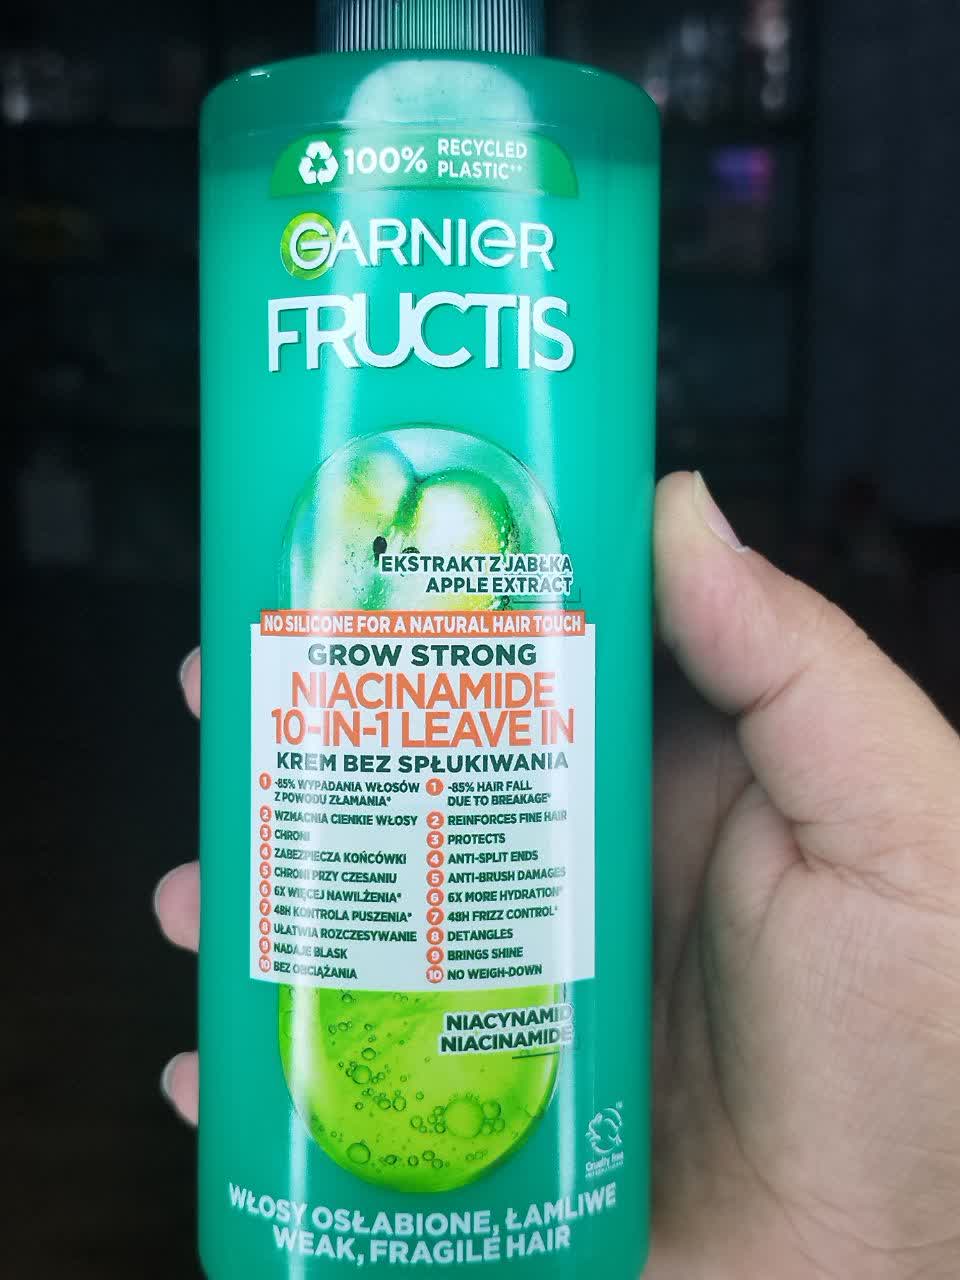 100% RECYCLED
PLASTIC**
GARNIER
FRUCTIS
EKSTRAKT Z JABŁKA
APPLE EXTRACT
NO SILICONE FOR A NATURAL HAIR TOUCH
GROW STRONG
NIACINAMIDE
10-IN-1 LEAVE IN
KREM BEZ SPŁUKIWANIA
1 -85% WYPADANIA WŁOSÓW
Z POWODU ZŁAMANIA*
2 WZMACNIA CIENKIE WŁOSY
3 CHRONI
4 ZABEZPIECZA KOŃCÓWKI
5 CHRONI PRZY CZESANIU
6 6X WIĘCEJ NAWILŻENIA*
7 48H KONTROLA PUSZENIA*
8 UŁATWIA ROZCZESYWANIE
9 NADAJE BLASK
10 BEZ OBCIĄŻANIA
1 -85% HAIR FALL
DUE TO BREAKAGE*
2 REINFORCES FINE HAIR
3 PROTECTS
4 ANTI-SPLIT ENDS
5 ANTI-BRUSH DAMAGES
6 6X MORE HYDRATION*
7 48H FRIZZ CONTROL*
8 DETANGLES
9 BRINGS SHINE
10 NO WEIGH-DOWN
NIACYNAMID
NIACINAMIDE
Cruelty free
WŁOSY OSŁABIONE, ŁAMLIWE
WEAK, FRAGILE HAIR